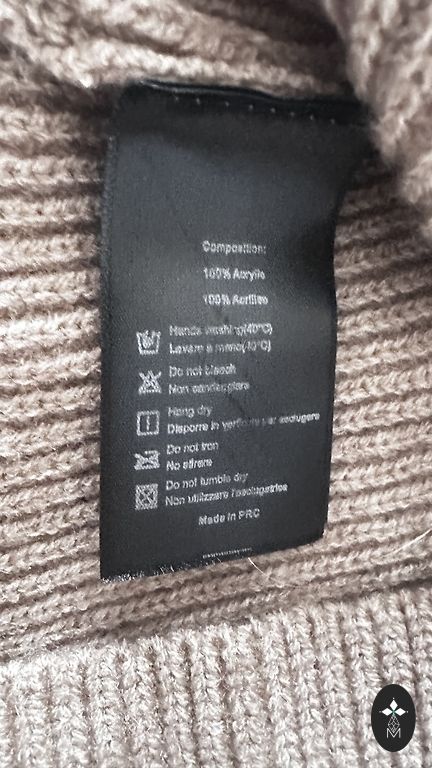 Composition:
100% Acrylic
100% Acrilico
Hands washing(40°C)
Lavare a mano(40°C)
Do not bleach
Non candeggiare
Hang dry
Disporre in verticale per asciugare
Do not iron
No stirare
Do not tumble dry
Non utilizzare l'asciugatrice
Made in PRC
M